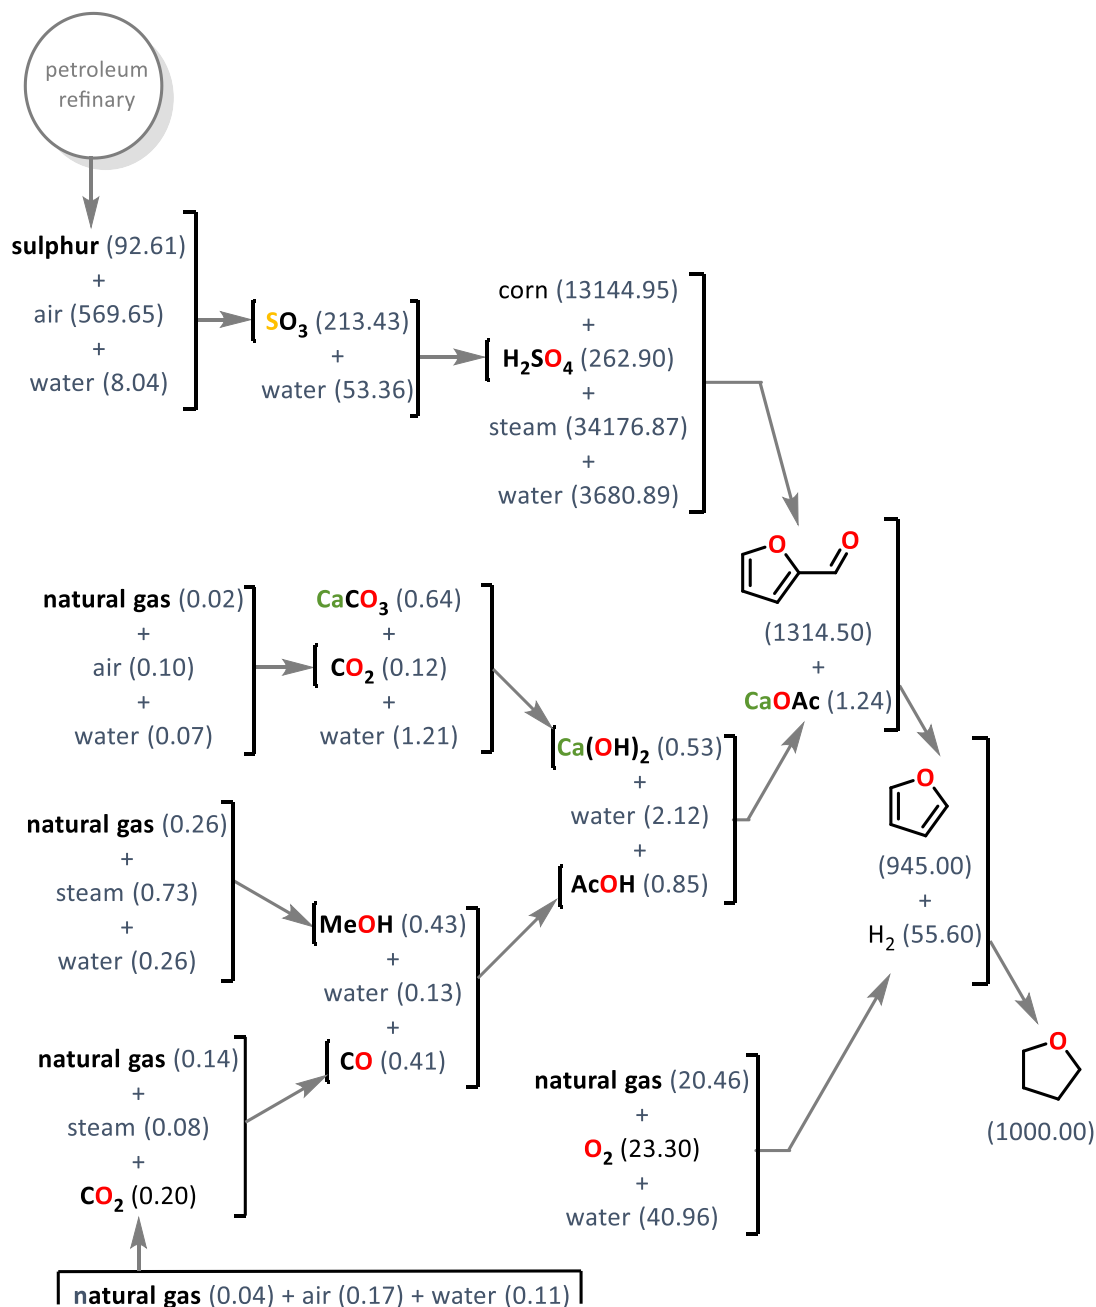 petroleum
refinary
sulphur (92.61)
+
air (569.65)
+
water (8.04)
SO3 (213.43)
+
water (53.36)
corn (13144.95)
+
H2SO4 (262.90)
+
steam (34176.87)
+
water (3680.89)
O
O
(1314.50)
+
CaOAc (1.24)
natural gas (0.02)
+
air (0.10)
+
water (0.07)
CaCO3 (0.64)
+
CO2 (0.12)
+
water (1.21)
Ca(OH)2 (0.53)
+
water (2.12)
+
AcOH (0.85)
natural gas (0.26)
+
steam (0.73)
+
water (0.26)
MeOH (0.43)
+
water (0.13)
+
CO (0.41)
natural gas (0.14)
+
steam (0.08)
+
CO2 (0.20)
natural gas (0.04) + air (0.17) + water (0.11)
O
(945.00)
+
H2 (55.60)
natural gas (20.46)
+
O2 (23.30)
+
water (40.96)
O
(1000.00)